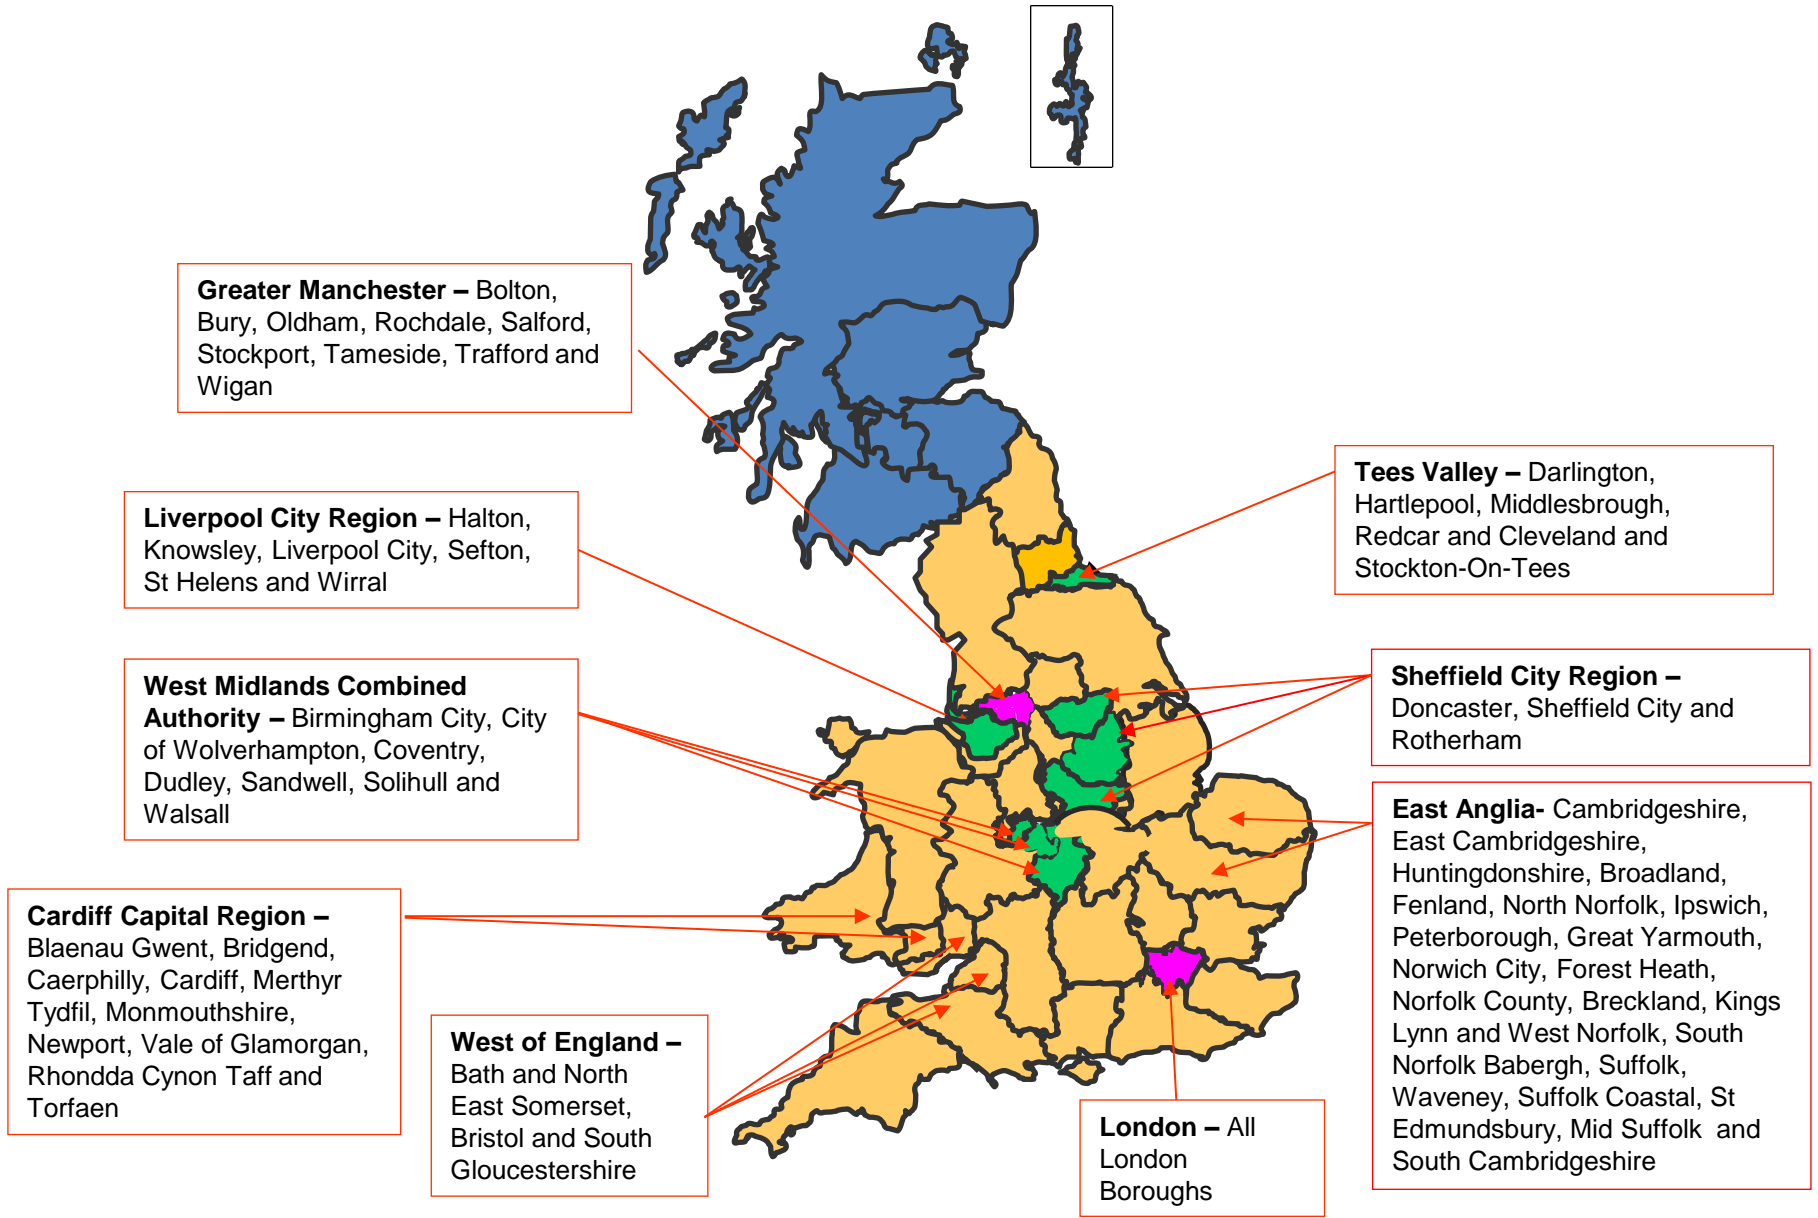 Greater Manchester – Bolton,
Bury, Oldham, Rochdale, Salford,
Stockport, Tameside, Trafford and
Wigan
Liverpool City Region – Halton,
Knowsley, Liverpool City, Sefton,
St Helens and Wirral
West Midlands Combined
Authority – Birmingham City, City
of Wolverhampton, Coventry,
Dudley, Sandwell, Solihull and
Walsall
Cardiff Capital Region –
Blaenau Gwent, Bridgend,
Caerphilly, Cardiff, Merthyr
Tydfil, Monmouthshire,
Newport, Vale of Glamorgan,
Rhondda Cynon Taff and
Torfaen
West of England –
Bath and North
East Somerset,
Bristol and South
Gloucestershire
London – All
London
Boroughs
Tees Valley – Darlington,
Hartlepool, Middlesbrough,
Redcar and Cleveland and
Stockton-On-Tees
Sheffield City Region –
Doncaster, Sheffield City and
Rotherham
East Anglia- Cambridgeshire,
East Cambridgeshire,
Huntingdonshire, Broadland,
Fenland, North Norfolk, Ipswich,
Peterborough, Great Yarmouth,
Norwich City, Forest Heath,
Norfolk County, Breckland, Kings
Lynn and West Norfolk, South
Norfolk Babergh, Suffolk,
Waveney, Suffolk Coastal, St
Edmundsbury, Mid Suffolk and
South Cambridgeshire